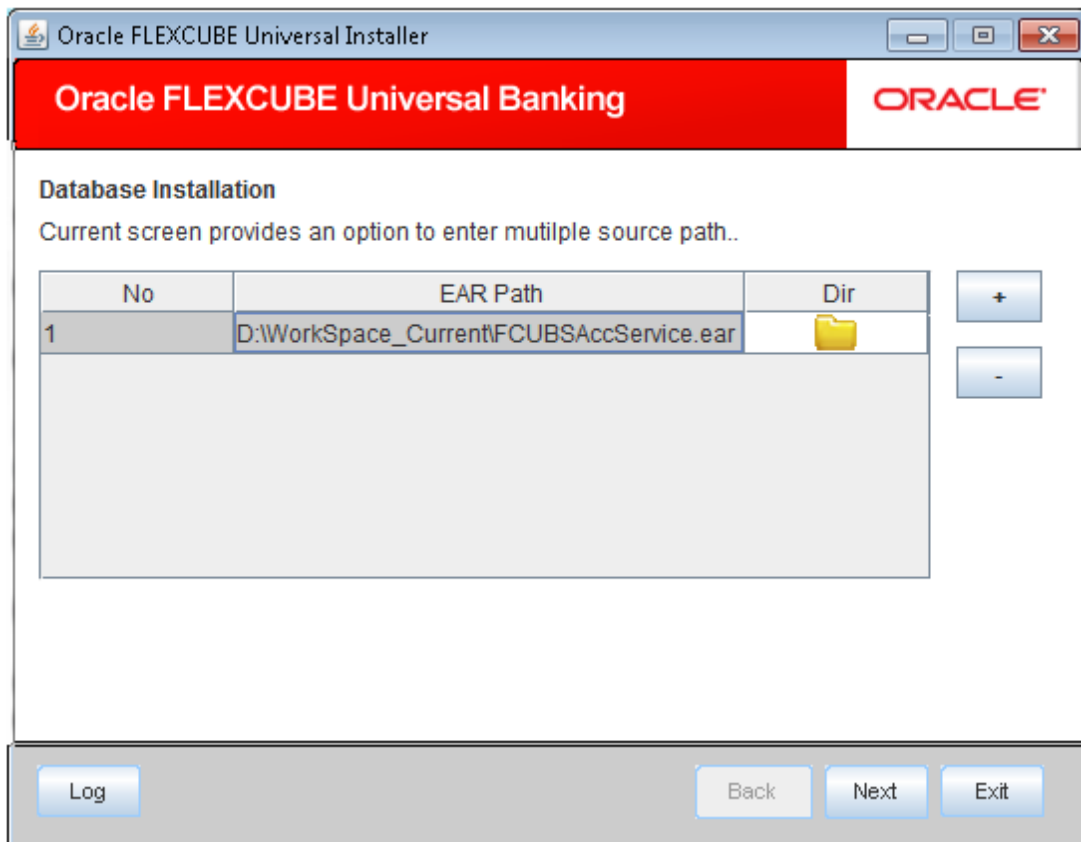 Oracle FLEXCUBE Universal Installer
Oracle FLEXCUBE Universal Banking
ORACLE
Database Installation
Current screen provides an option to enter mutilple source path..
No EAR Path Dir
+
1 D:\WorkSpace_Current\FCUBSAccService.ear
-
Log Back Next Exit